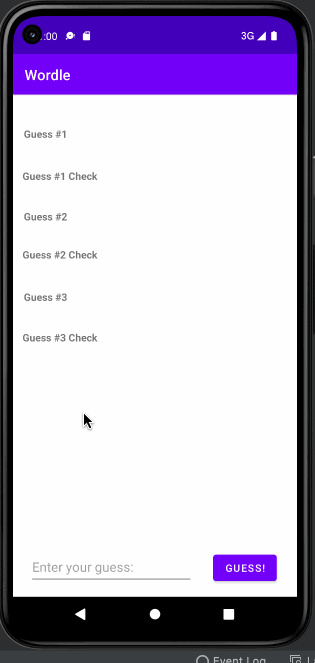 :00 3G
Wordle
Guess #1
Guess #1 Check
Guess #2
Guess #2 Check
Guess #3
Guess #3 Check
Enter your guess: GUESS!
Event Log